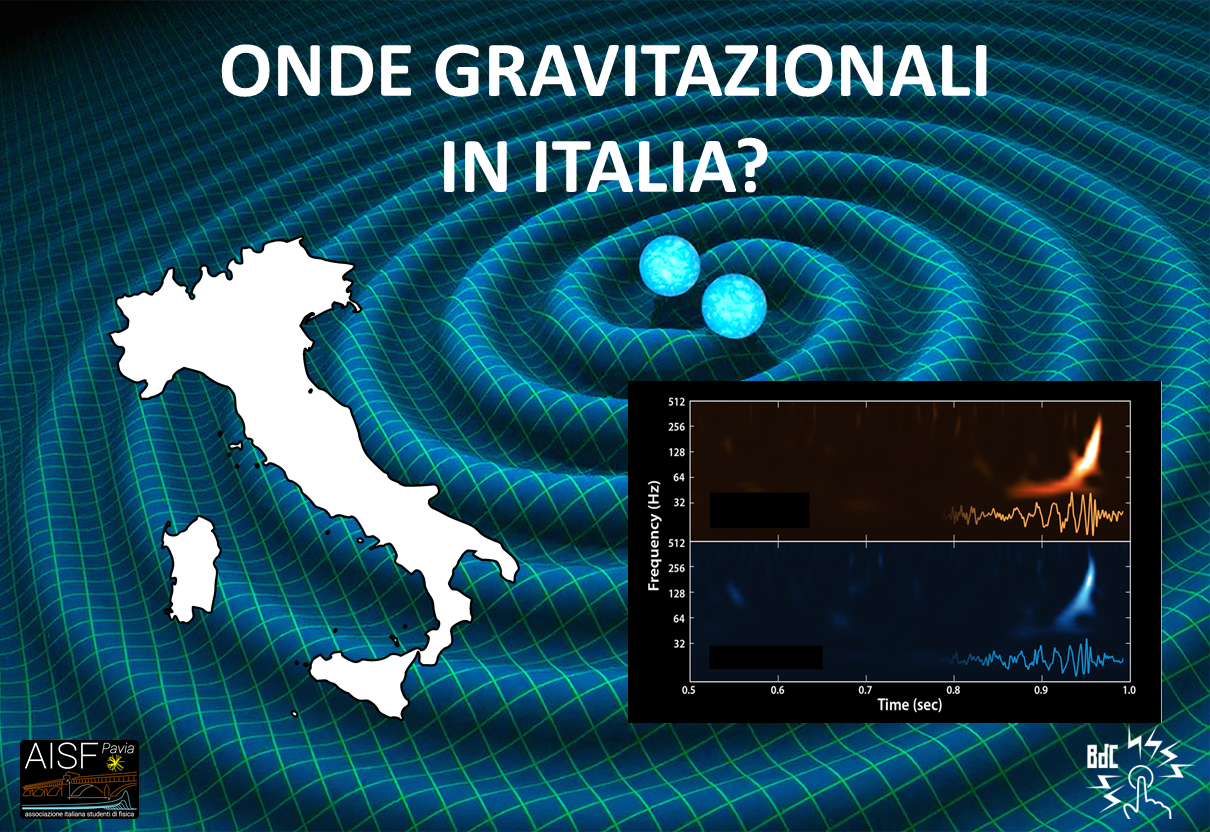 ONDE GRAVITAZIONALI
IN ITALIA?
512
256
128
64
32
512
256
128
64
32
Frequency (Hz)
0.5 0.6 0.7 0.8 0.9 1.0
Time (sec)
AISF Pavia
associazione italiana studenti di fisica
BdC